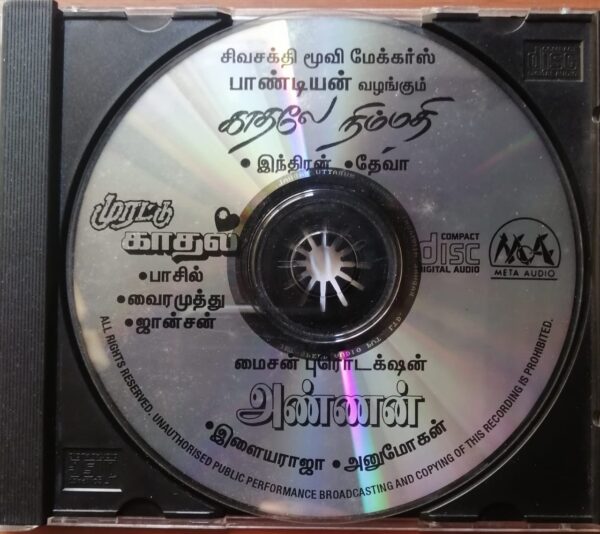 சிவசக்தி மூவி மேக்கர்ஸ்
பாண்டியன் வழங்கும்
காதலே நிம்மதி
• இந்திரன் • தேவா
முரட்டு
காதல்
• பாசில்
• வைரமுத்து
• ஜான்சன்
COMPACT
disc
DIGITAL AUDIO
MA
META AUDIO
மைசன் புரொடக்‌ஷன்
அண்ணன்
• இளையராஜா • அனுமோகன்
ALL RIGHTS RESERVED. UNAUTHORISED PUBLIC PERFORMANCE BROADCASTING AND COPYING OF THIS RECORDING IS PROHIBITED.